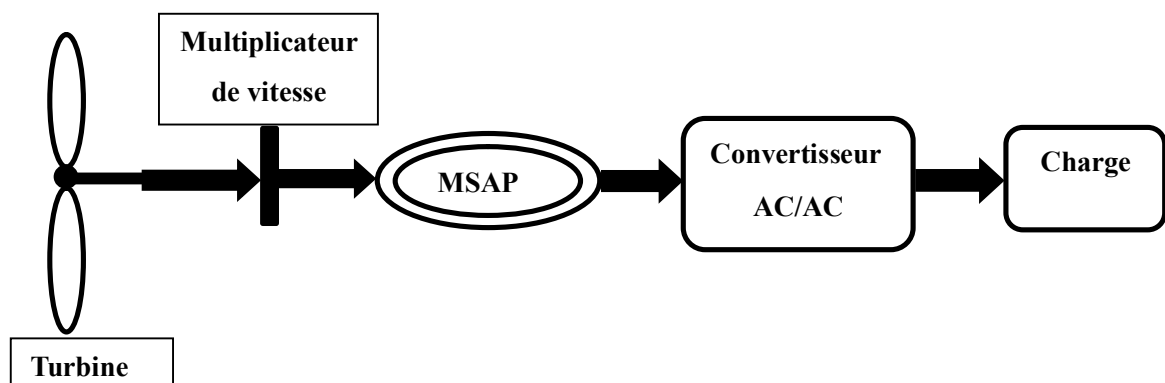 Multiplicateur
de vitesse
MSAP
Convertisseur
AC/AC
Charge
Turbine